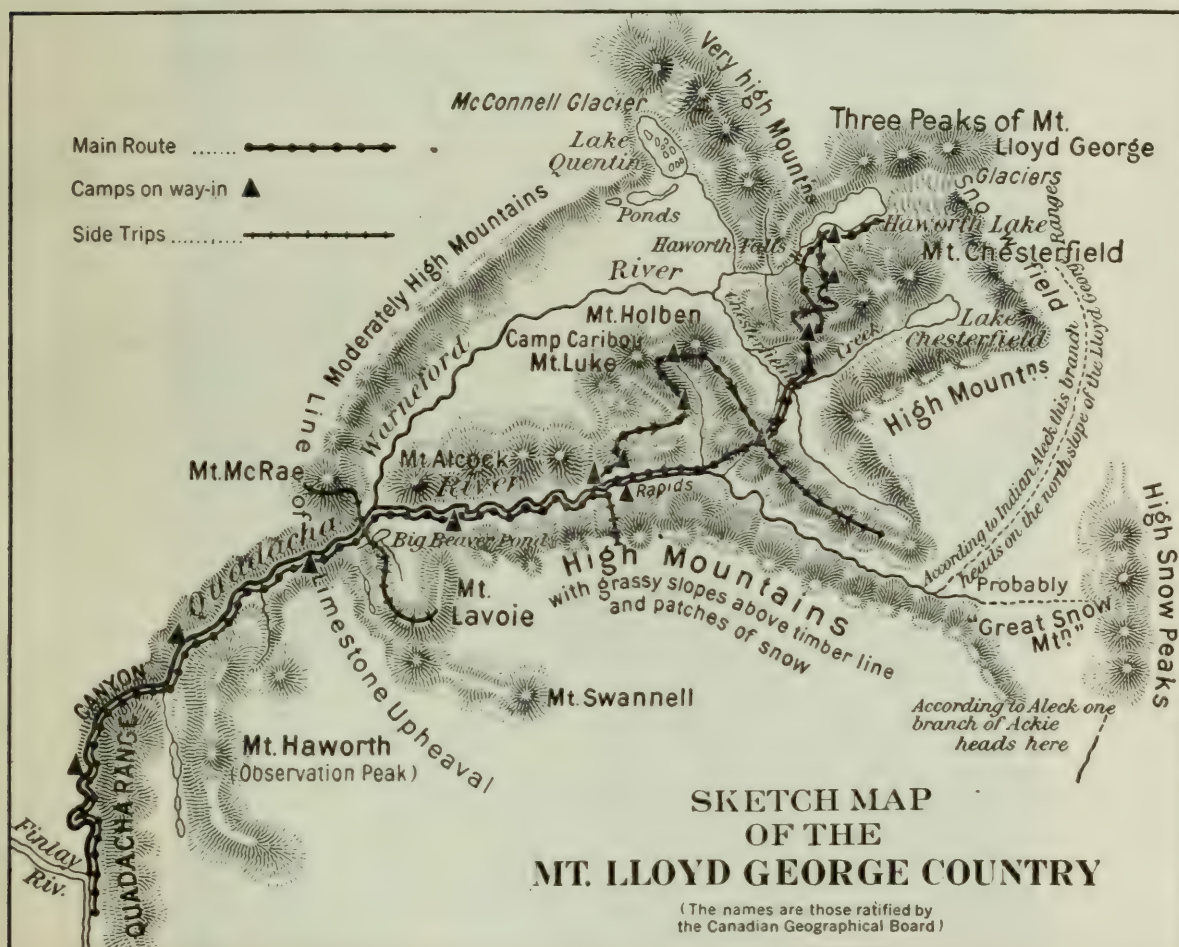 McConnell Glacier
Very high Mountns
Main Route ......
Camps on way-in
Side Trips ..........
Lake
Quentin
Ponds
Three Peaks of Mt.
Lloyd George
Glaciers
Snowfield
Haworth Lake
Haworth Falls
Mt. Chesterfield
River
Warneford
Chesterfield
Creek
Lake
Chesterfield
High Mountns
Line of Moderately High Mountains
Mt. Holben
Camp Caribou
Mt. Luke
Mt. McRae
Mt. Alcock
River
Rapids
Quadacha
Big Beaver Pond
Limestone Upheaval
Mt.
Lavoie
High Mountains
with grassy slopes above timber line
and patches of snow
According to Indian Aleck this branch
heads on the north slope of the Lloyd George
Ranges
Probably
"Great Snow
Mtn."
High Snow Peaks
CANYON
QUADACHA RANGE
Mt. Swannell
According to Aleck one
branch of Ackie
heads here
Mt. Haworth
(Observation Peak)
Finlay
Riv.
SKETCH MAP
OF THE
MT. LLOYD GEORGE COUNTRY
(The names are those ratified by
the Canadian Geographical Board)